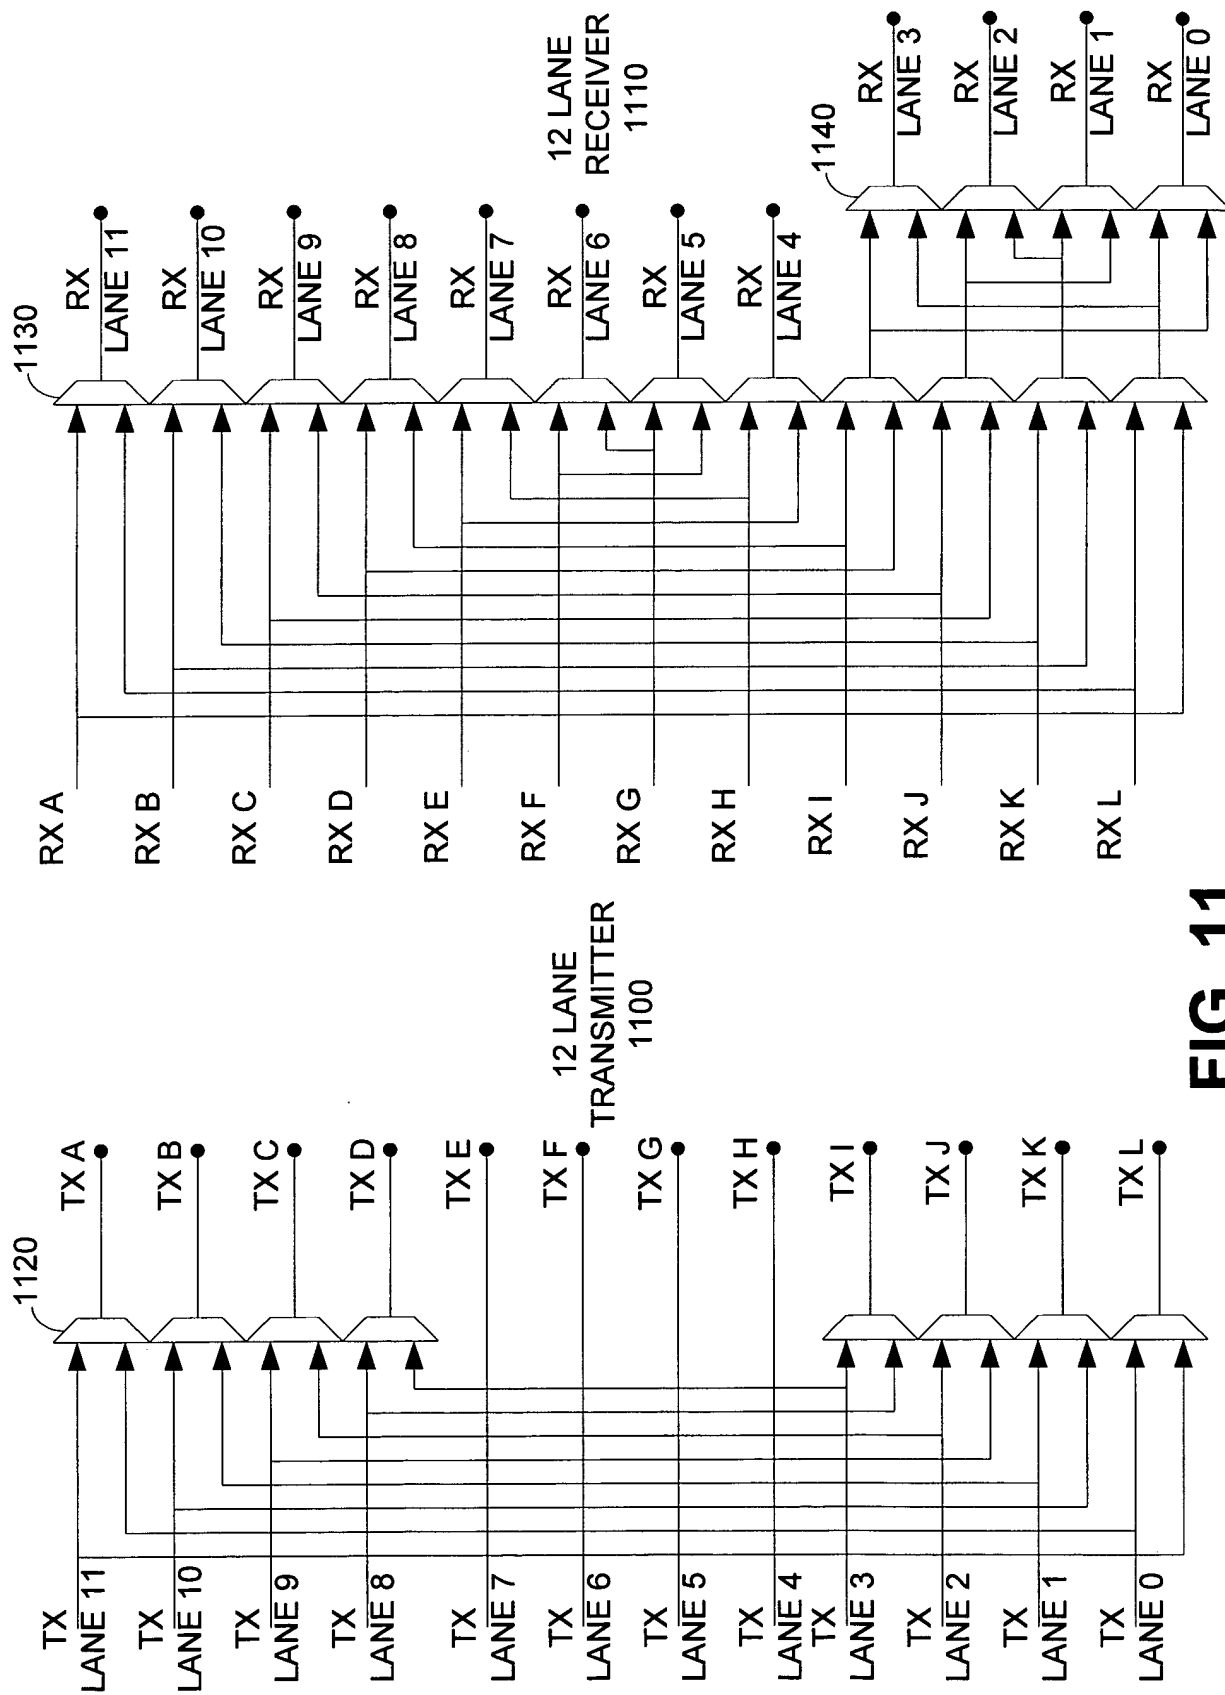 TX
LANE 11
TX
LANE 10
TX
LANE 9
TX
LANE 8
TX
LANE 7
TX
LANE 6
TX
LANE 5
TX
LANE 4
TX
LANE 3
TX
LANE 2
TX
LANE 1
TX
LANE 0
1120
TX A
TX B
TX C
TX D
TX E
TX F
TX G
TX H
TX I
TX J
TX K
TX L
12 LANE
TRANSMITTER
1100
RX A
RX B
RX C
RX D
RX E
RX F
RX G
RX H
RX I
RX J
RX K
RX L
1130
RX
LANE 11
RX
LANE 10
RX
LANE 9
RX
LANE 8
RX
LANE 7
RX
LANE 6
RX
LANE 5
RX
LANE 4
1140
RX
LANE 3
RX
LANE 2
RX
LANE 1
RX
LANE 0
12 LANE
RECEIVER
1110
FIG. 11